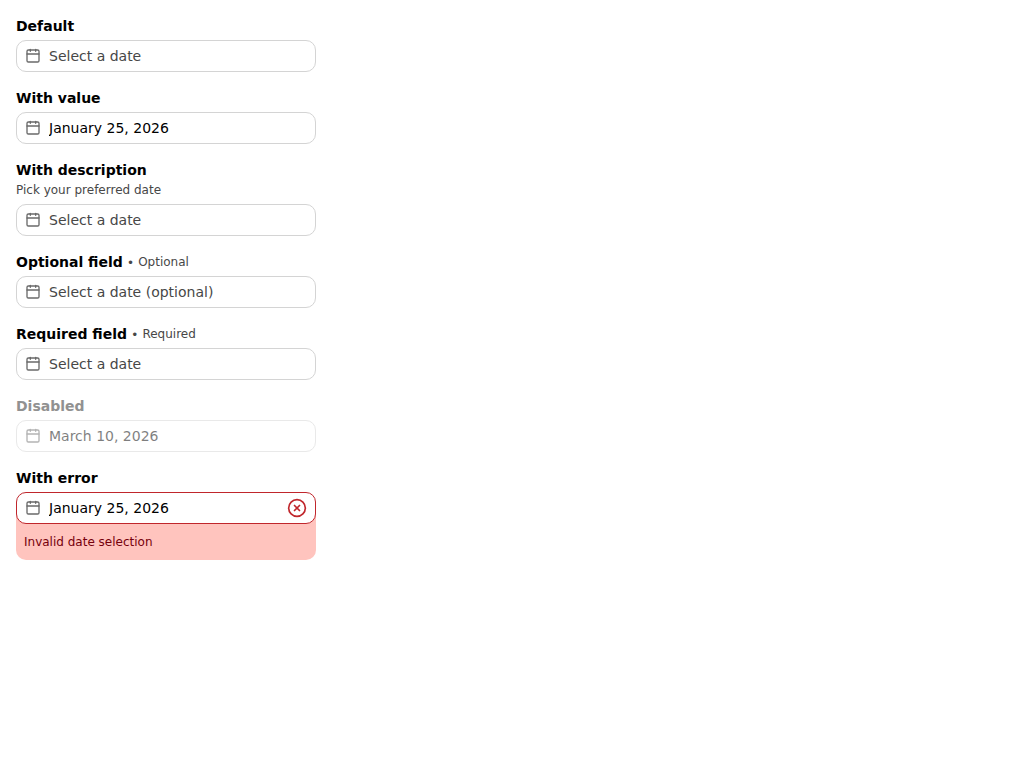 Default
Select a date
With value
January 25, 2026
With description
Pick your preferred date
Select a date
Optional field • Optional
Select a date (optional)
Required field • Required
Select a date
Disabled
March 10, 2026
With error
January 25, 2026
Invalid date selection